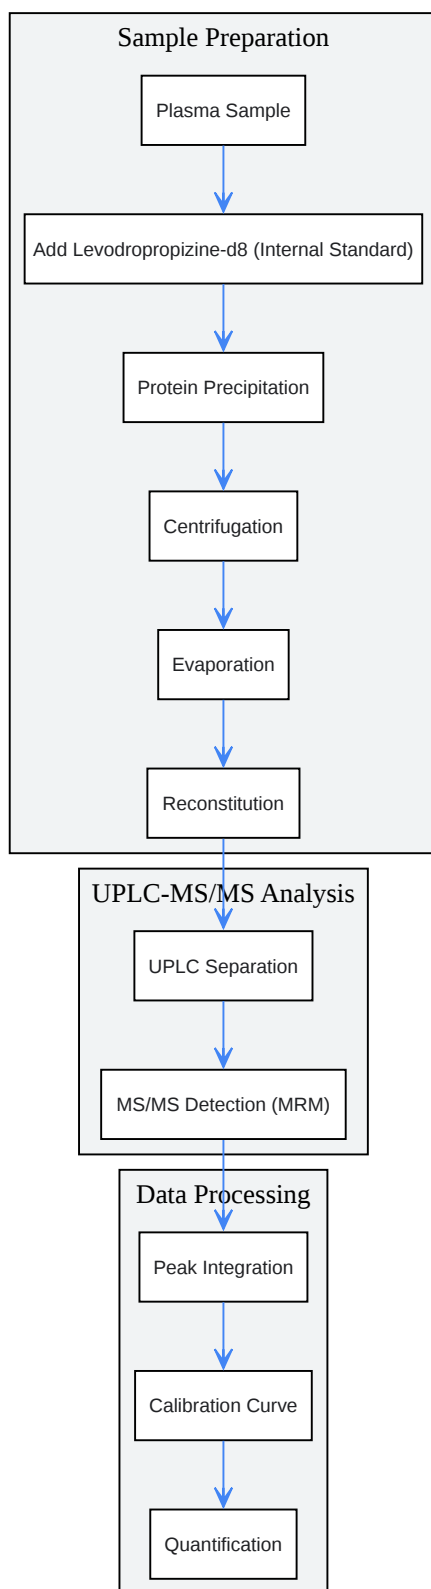 Sample Preparation
Plasma Sample
Add Levodropropizine-d8 (Internal Standard)
Protein Precipitation
Centrifugation
Evaporation
Reconstitution
UPLC-MS/MS Analysis
UPLC Separation
MS/MS Detection (MRM)
Data Processing
Peak Integration
Calibration Curve
Quantification